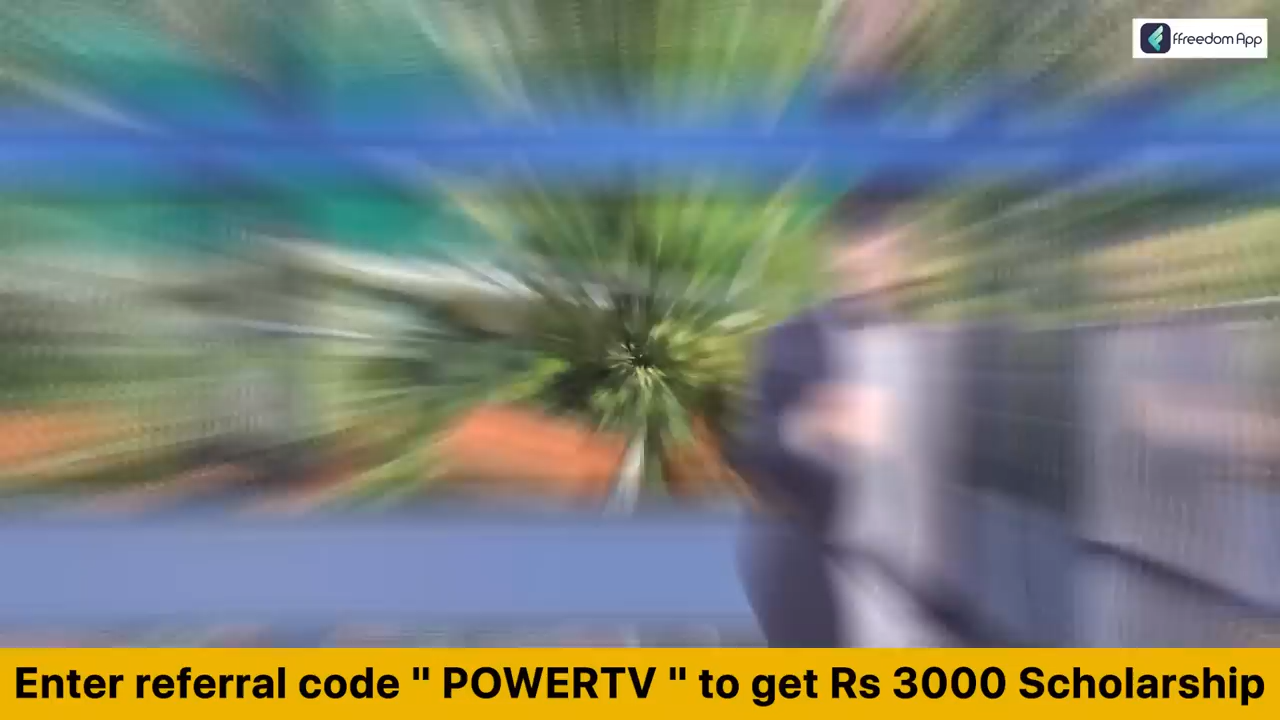 ffreedom App
Enter referral code " POWERTV " to get Rs 3000 Scholarship